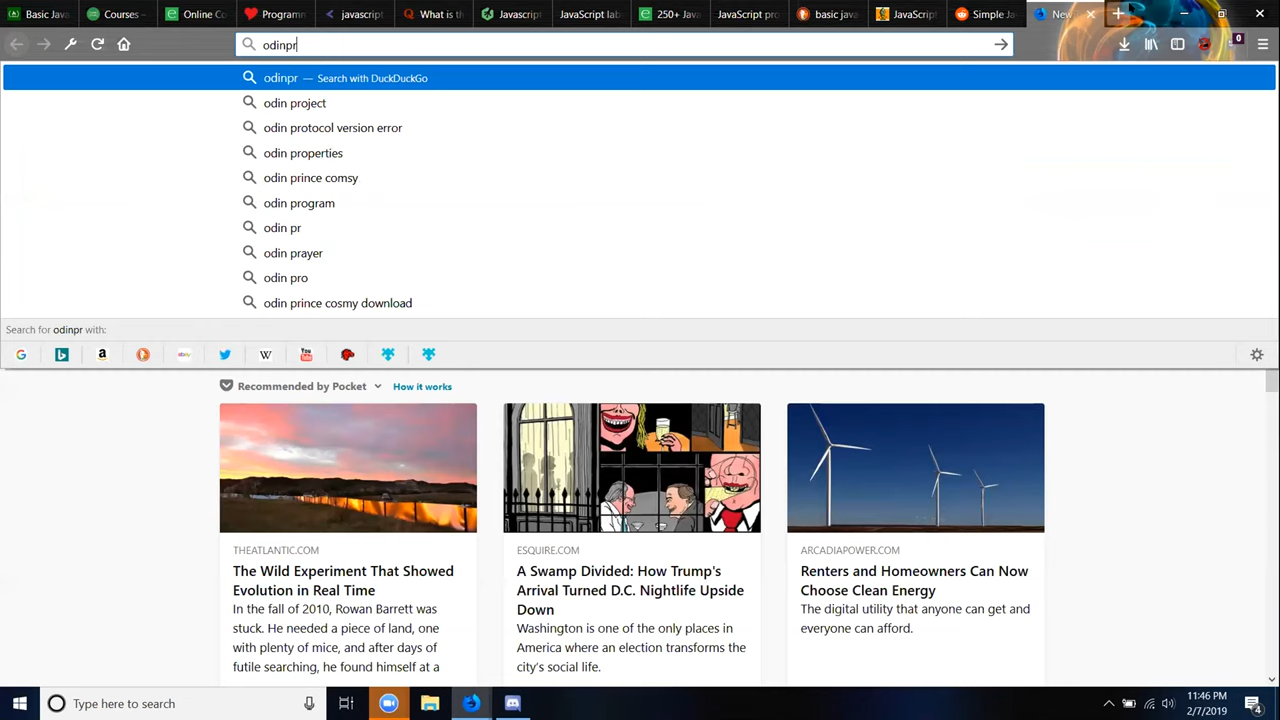 Basic Java
Courses –
Online Co
Programm
javascript
What is th
Javascript
JavaScript lab
250+ Java
JavaScript pro
basic java
JavaScript
Simple Ja
New
odinpr
0
odinpr — Search with DuckDuckGo
odin project
odin protocol version error
odin properties
odin prince comsy
odin program
odin pr
odin prayer
odin pro
odin prince cosmy download
Search for odinpr with:
Recommended by Pocket
How it works
THEATLANTIC.COM
The Wild Experiment That Showed
Evolution in Real Time
In the fall of 2010, Rowan Barrett was
stuck. He needed a piece of land, one
with plenty of mice, and after days of
futile searching, he found himself at a
ESQUIRE.COM
A Swamp Divided: How Trump's
Arrival Turned D.C. Nightlife Upside
Down
Washington is one of the only places in
America where an election transforms the
city's social life.
ARCADIAPOWER.COM
Renters and Homeowners Can Now
Choose Clean Energy
The digital utility that anyone can get and
everyone can afford.
Type here to search
11:46 PM
2/7/2019
4